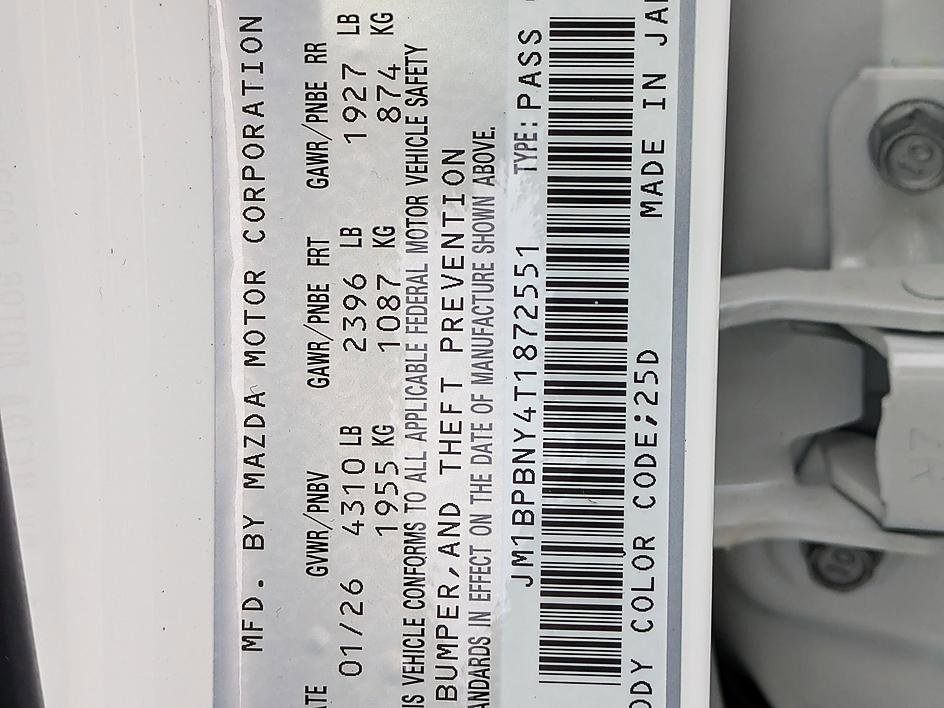 MFD. BY MAZDA MOTOR CORPORATION
ATE GVWR/PNBV GAWR/PNBE FRT GAWR/PNBE RR
01/26 4310 LB 2396 LB 1927 LB
1955 KG 1087 KG 874 KG
IS VEHICLE CONFORMS TO ALL APPLICABLE FEDERAL MOTOR VEHICLE SAFETY
BUMPER,AND THEFT PREVENTION
ANDARDS IN EFFECT ON THE DATE OF MANUFACTURE SHOWN ABOVE.
JM1BPBNY4T1872551 TYPE: PASS
ODY COLOR CODE;25D MADE IN JA